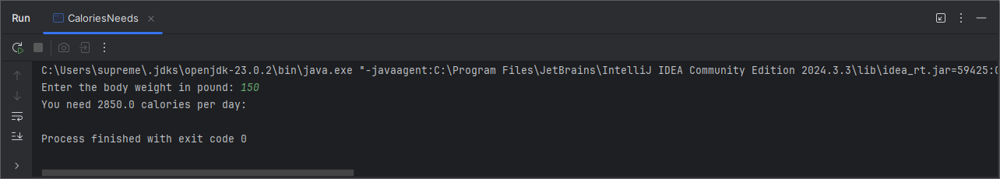 Run CaloriesNeeds
C:\Users\supreme\.jdks\openjdk-23.0.2\bin\java.exe "-javaagent:C:\Program Files\JetBrains\IntelliJ IDEA Community Edition 2024.3.3\lib\idea_rt.jar=59425:C
Enter the body weight in pound: 150
You need 2850.0 calories per day:
Process finished with exit code 0